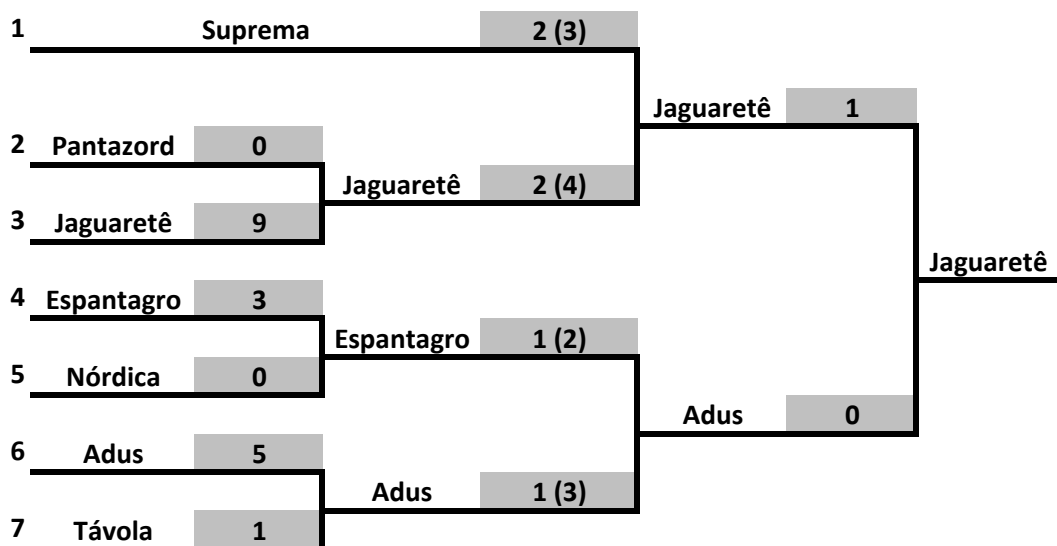 1 Suprema 2 (3)
Jaguaretê 1
2 Pantazord 0
Jaguaretê 2 (4)
3 Jaguaretê 9
Jaguaretê
4 Espantagro 3
Espantagro 1 (2)
5 Nórdica 0
Adus 0
6 Adus 5
Adus 1 (3)
7 Távola 1